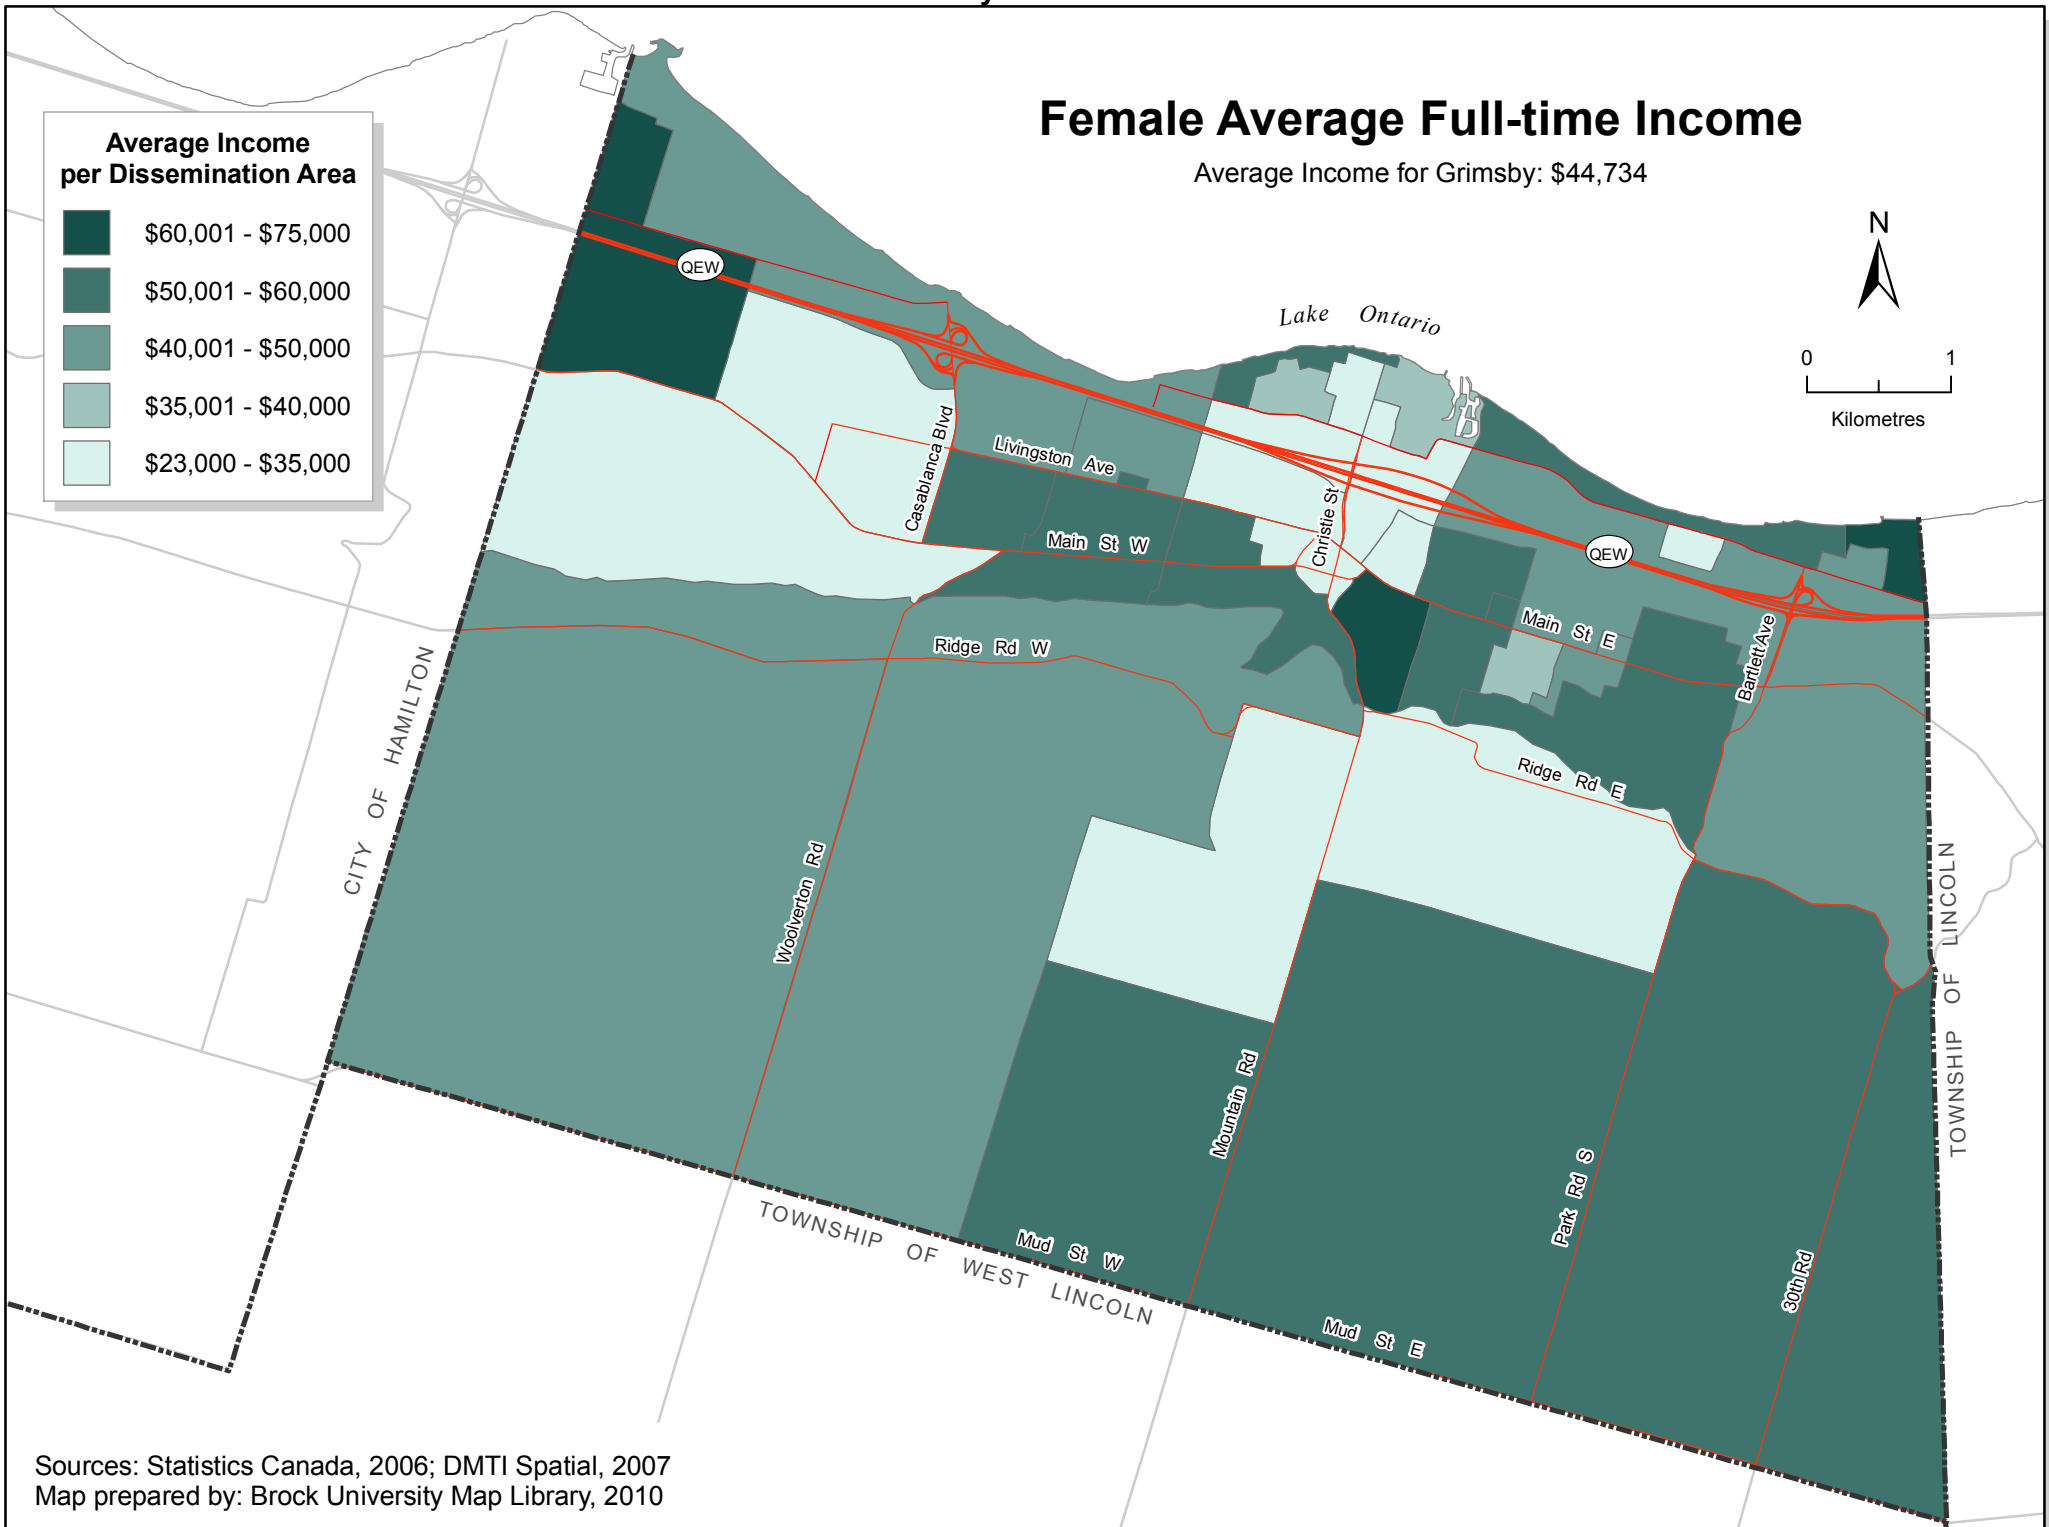 Female Average Full-time Income
Average Income for Grimsby: $44,734
Average Income
per Dissemination Area
$60,001 - $75,000
$50,001 - $60,000
$40,001 - $50,000
$35,001 - $40,000
$23,000 - $35,000
N
0 1
Kilometres
Lake Ontario
QEW
Casablanca Blvd
Livingston Ave
Main St W
Christie St
QEW
Main St E
Bartlett Ave
Ridge Rd W
Ridge Rd E
CITY OF HAMILTON
Woolverton Rd
Mountain Rd
Park Rd S
30th Rd
TOWNSHIP OF LINCOLN
Mud St W
Mud St E
TOWNSHIP OF WEST LINCOLN
Sources: Statistics Canada, 2006; DMTI Spatial, 2007
Map prepared by: Brock University Map Library, 2010